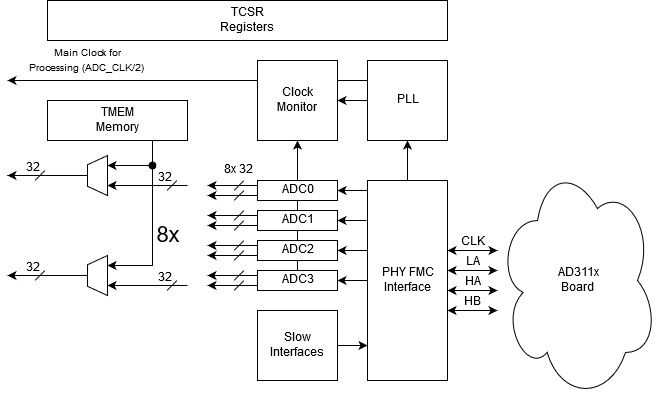 TCSR
Registers
Main Clock for
Processing (ADC_CLK/2)
Clock
Monitor
PLL
TMEM
Memory
32
32
8x 32
ADC0
ADC1
8x
ADC2
ADC3
32
32
PHY FMC
Interface
CLK
LA
HA
HB
AD311x
Board
Slow
Interfaces